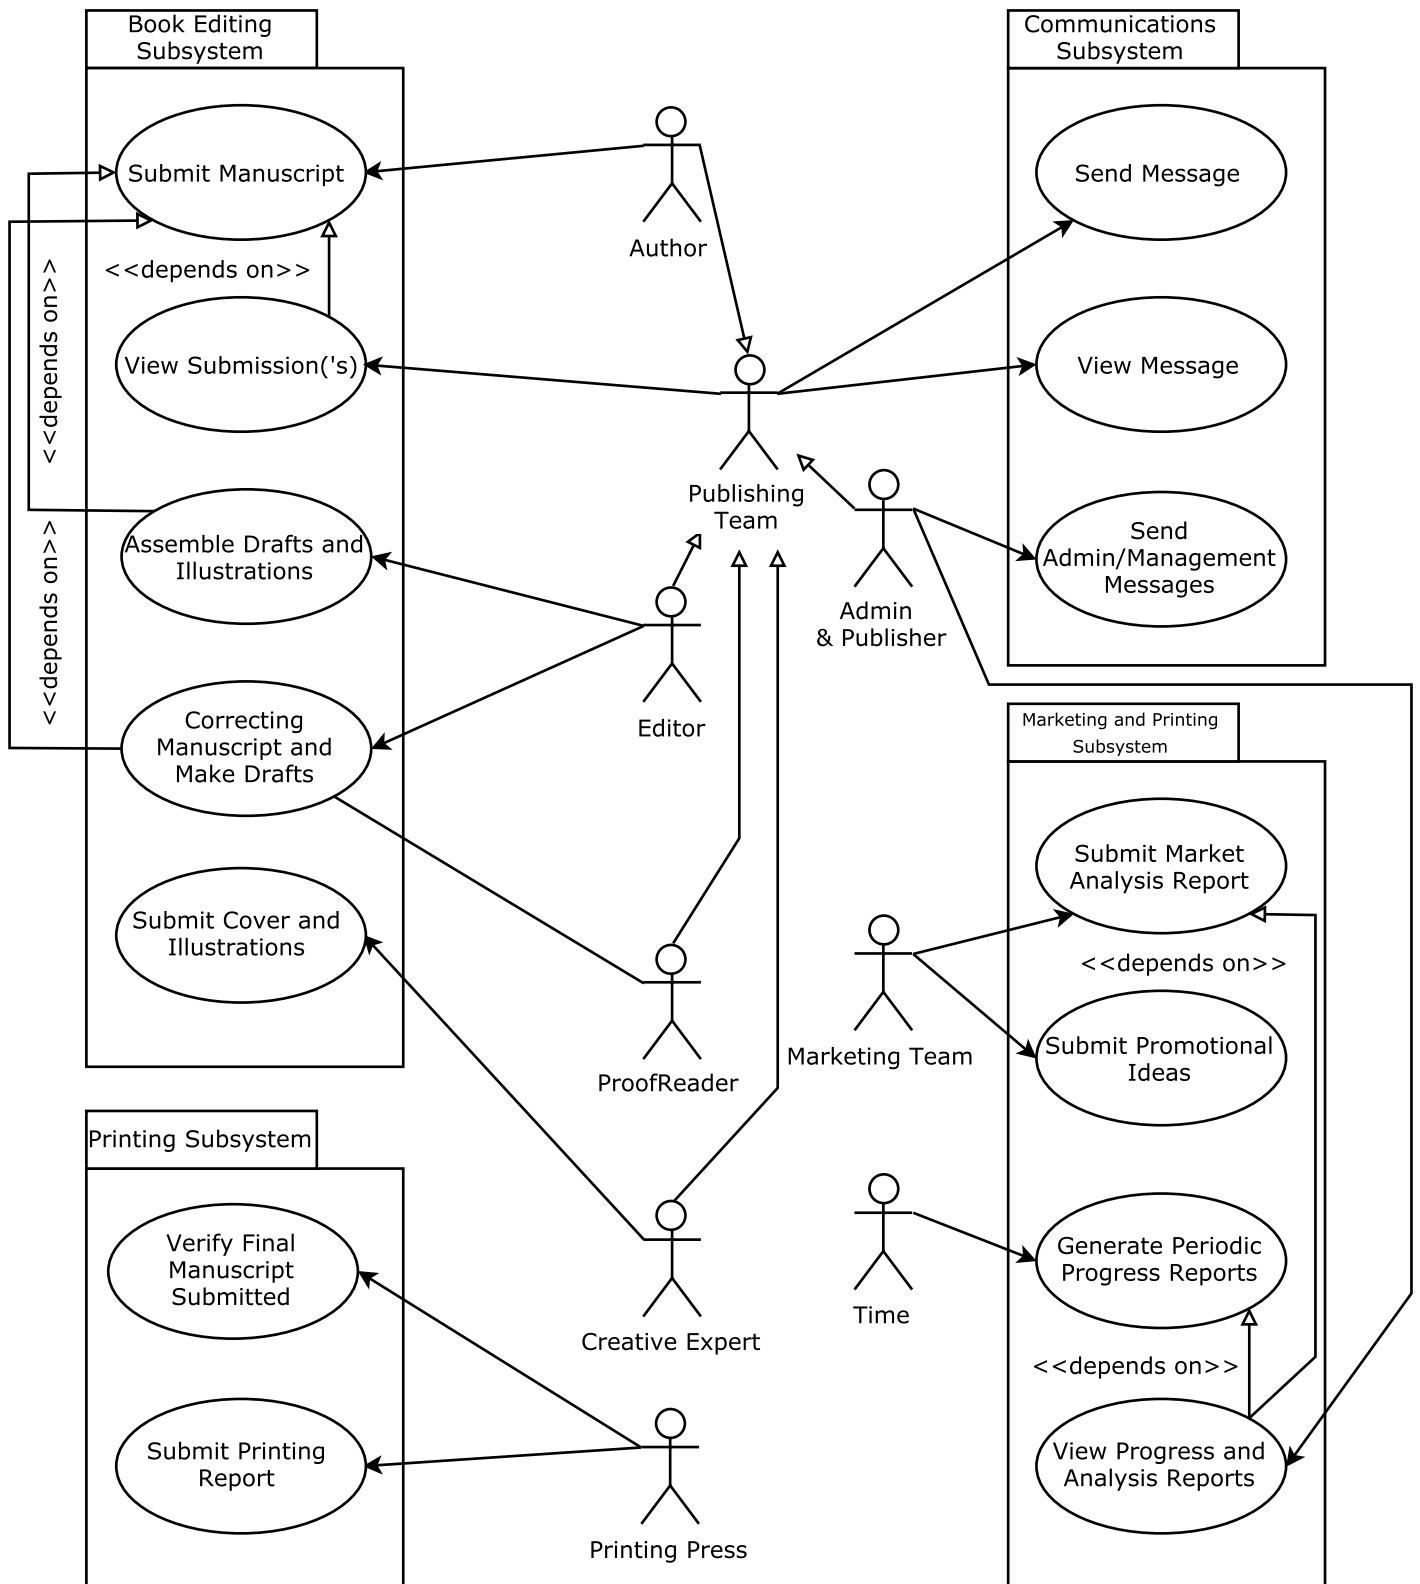 Book Editing
Subsystem
Submit Manuscript
<<depends on>>
<<depends on>>
View Submission('s)
Assemble Drafts and
Illustrations
<<depends on>>
Correcting
Manuscript and
Make Drafts
Submit Cover and
Illustrations
Printing Subsystem
Verify Final
Manuscript
Submitted
Submit Printing
Report
Author
Publishing
Team
Admin
& Publisher
Editor
ProofReader
Marketing Team
Time
Creative Expert
Printing Press
Communications
Subsystem
Send Message
View Message
Send
Admin/Management
Messages
Marketing and Printing
Subsystem
Submit Market
Analysis Report
<<depends on>>
Submit Promotional
Ideas
Generate Periodic
Progress Reports
<<depends on>>
View Progress and
Analysis Reports